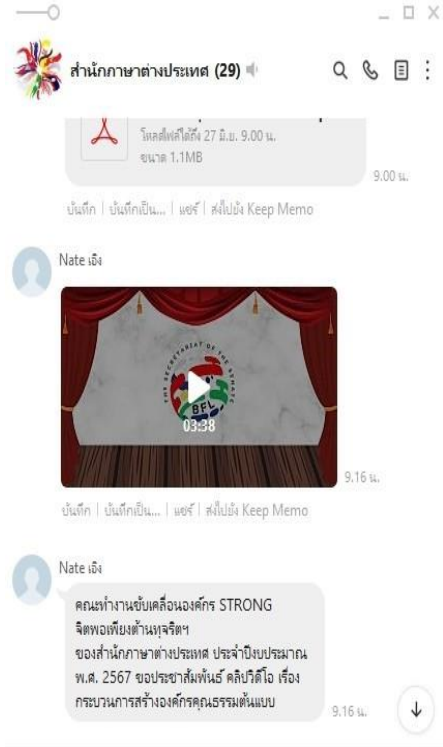 สำนักภาษาต่างประเทศ (29)
โหลดไฟล์ได้ถึง 27 มิ.ย. 9.00 น.
ขนาด 1.1MB
9.00 น.
บันทึก | บันทึกเป็น... | แชร์ | ส่งไปยัง Keep Memo
Nate เอิง
THE SECRETARIAT OF THE SENATE
BFL
03:38
9.16 น.
บันทึก | บันทึกเป็น... | แชร์ | ส่งไปยัง Keep Memo
Nate เอิง
คณะทำงานขับเคลื่อนองค์กร STRONG
จิตพอเพียงต้านทุจริตฯ
ของสำนักภาษาต่างประเทศ ประจำปีงบประมาณ
พ.ศ. 2567 ขอประชาสัมพันธ์ คลิปวิดีโอ เรื่อง
กระบวนการสร้างองค์กรคุณธรรมต้นแบบ
9.16 น.